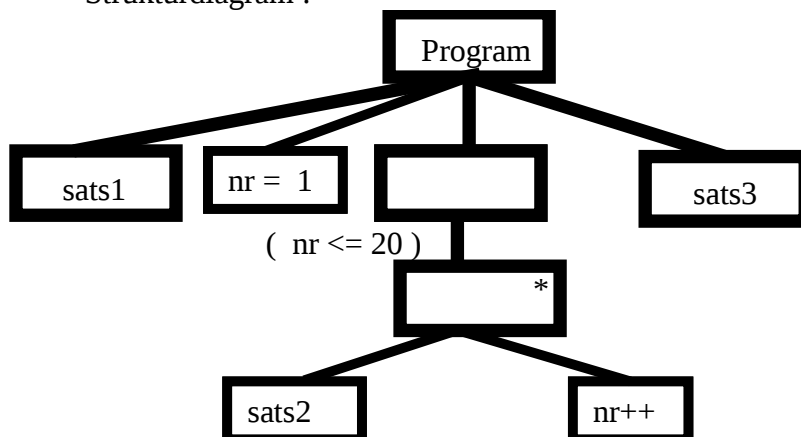 Strukturdiagram :
Program
sats1
nr = 1
sats3
( nr <= 20 )
*
sats2
nr++